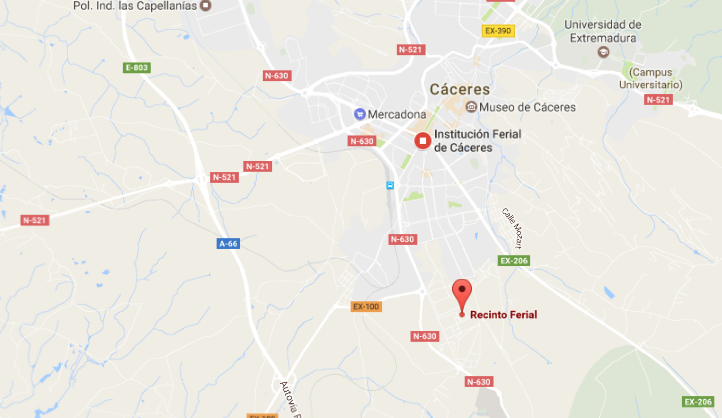 Pol. Ind. las Capellanías
Universidad de
Extremadura
EX-390
N-521
E-803
N-630
(Campus
Universitario)
Cáceres
N-521
Museo de Cáceres
Mercadona
Institución Ferial
de Cáceres
N-630
N-521
N-521
N-521
Calle Mozart
N-630
A-66
EX-206
EX-100
Recinto Ferial
N-630
N-630
Autovía
EX-206